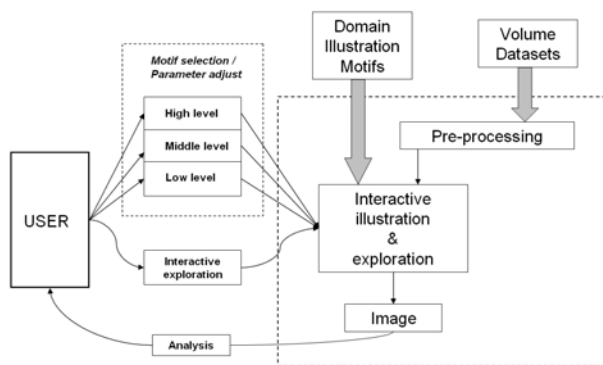 Domain
Illustration
Motifs
Volume
Datasets
Motif selection /
Parameter adjust
High level
Middle level
Low level
Pre-processing
USER
Interactive
illustration
&
exploration
Interactive
exploration
Image
Analysis